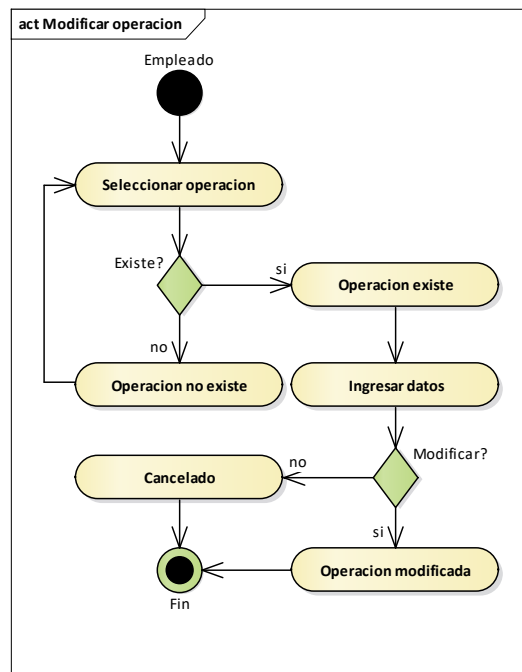 act Modificar operacion
Empleado
Seleccionar operacion
Existe?
si
Operacion existe
no
Operacion no existe
Ingresar datos
Modificar?
no
Cancelado
si
Operacion modificada
Fin